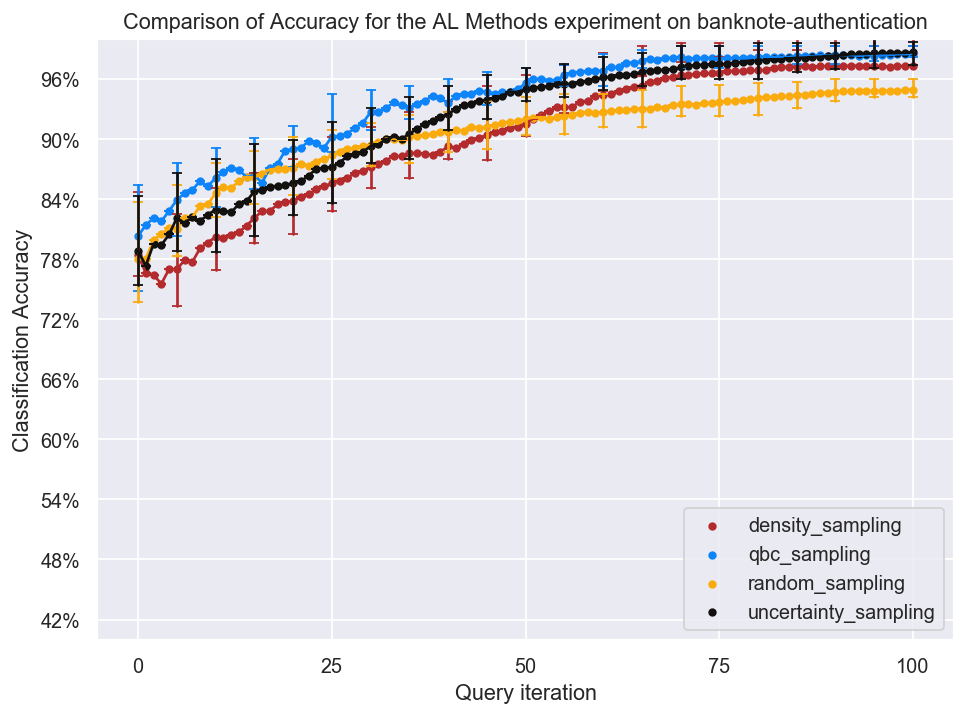 Comparison of Accuracy for the AL Methods experiment on banknote-authentication
96%
90%
84%
78%
72%
66%
60%
54%
48%
42%
Classification Accuracy
density_sampling
qbc_sampling
random_sampling
uncertainty_sampling
0
25
50
75
100
Query iteration